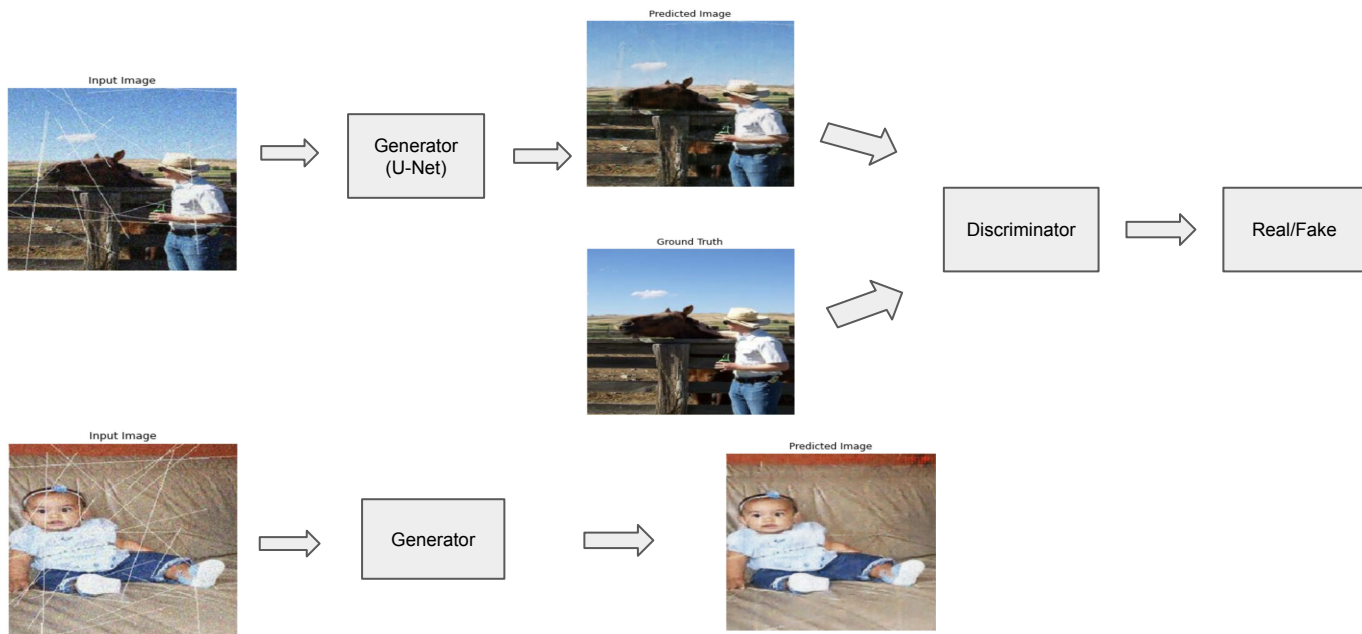 Predicted Image
Input Image
Generator
(U-Net)
Discriminator
Real/Fake
Ground Truth
Input Image
Predicted Image
Generator